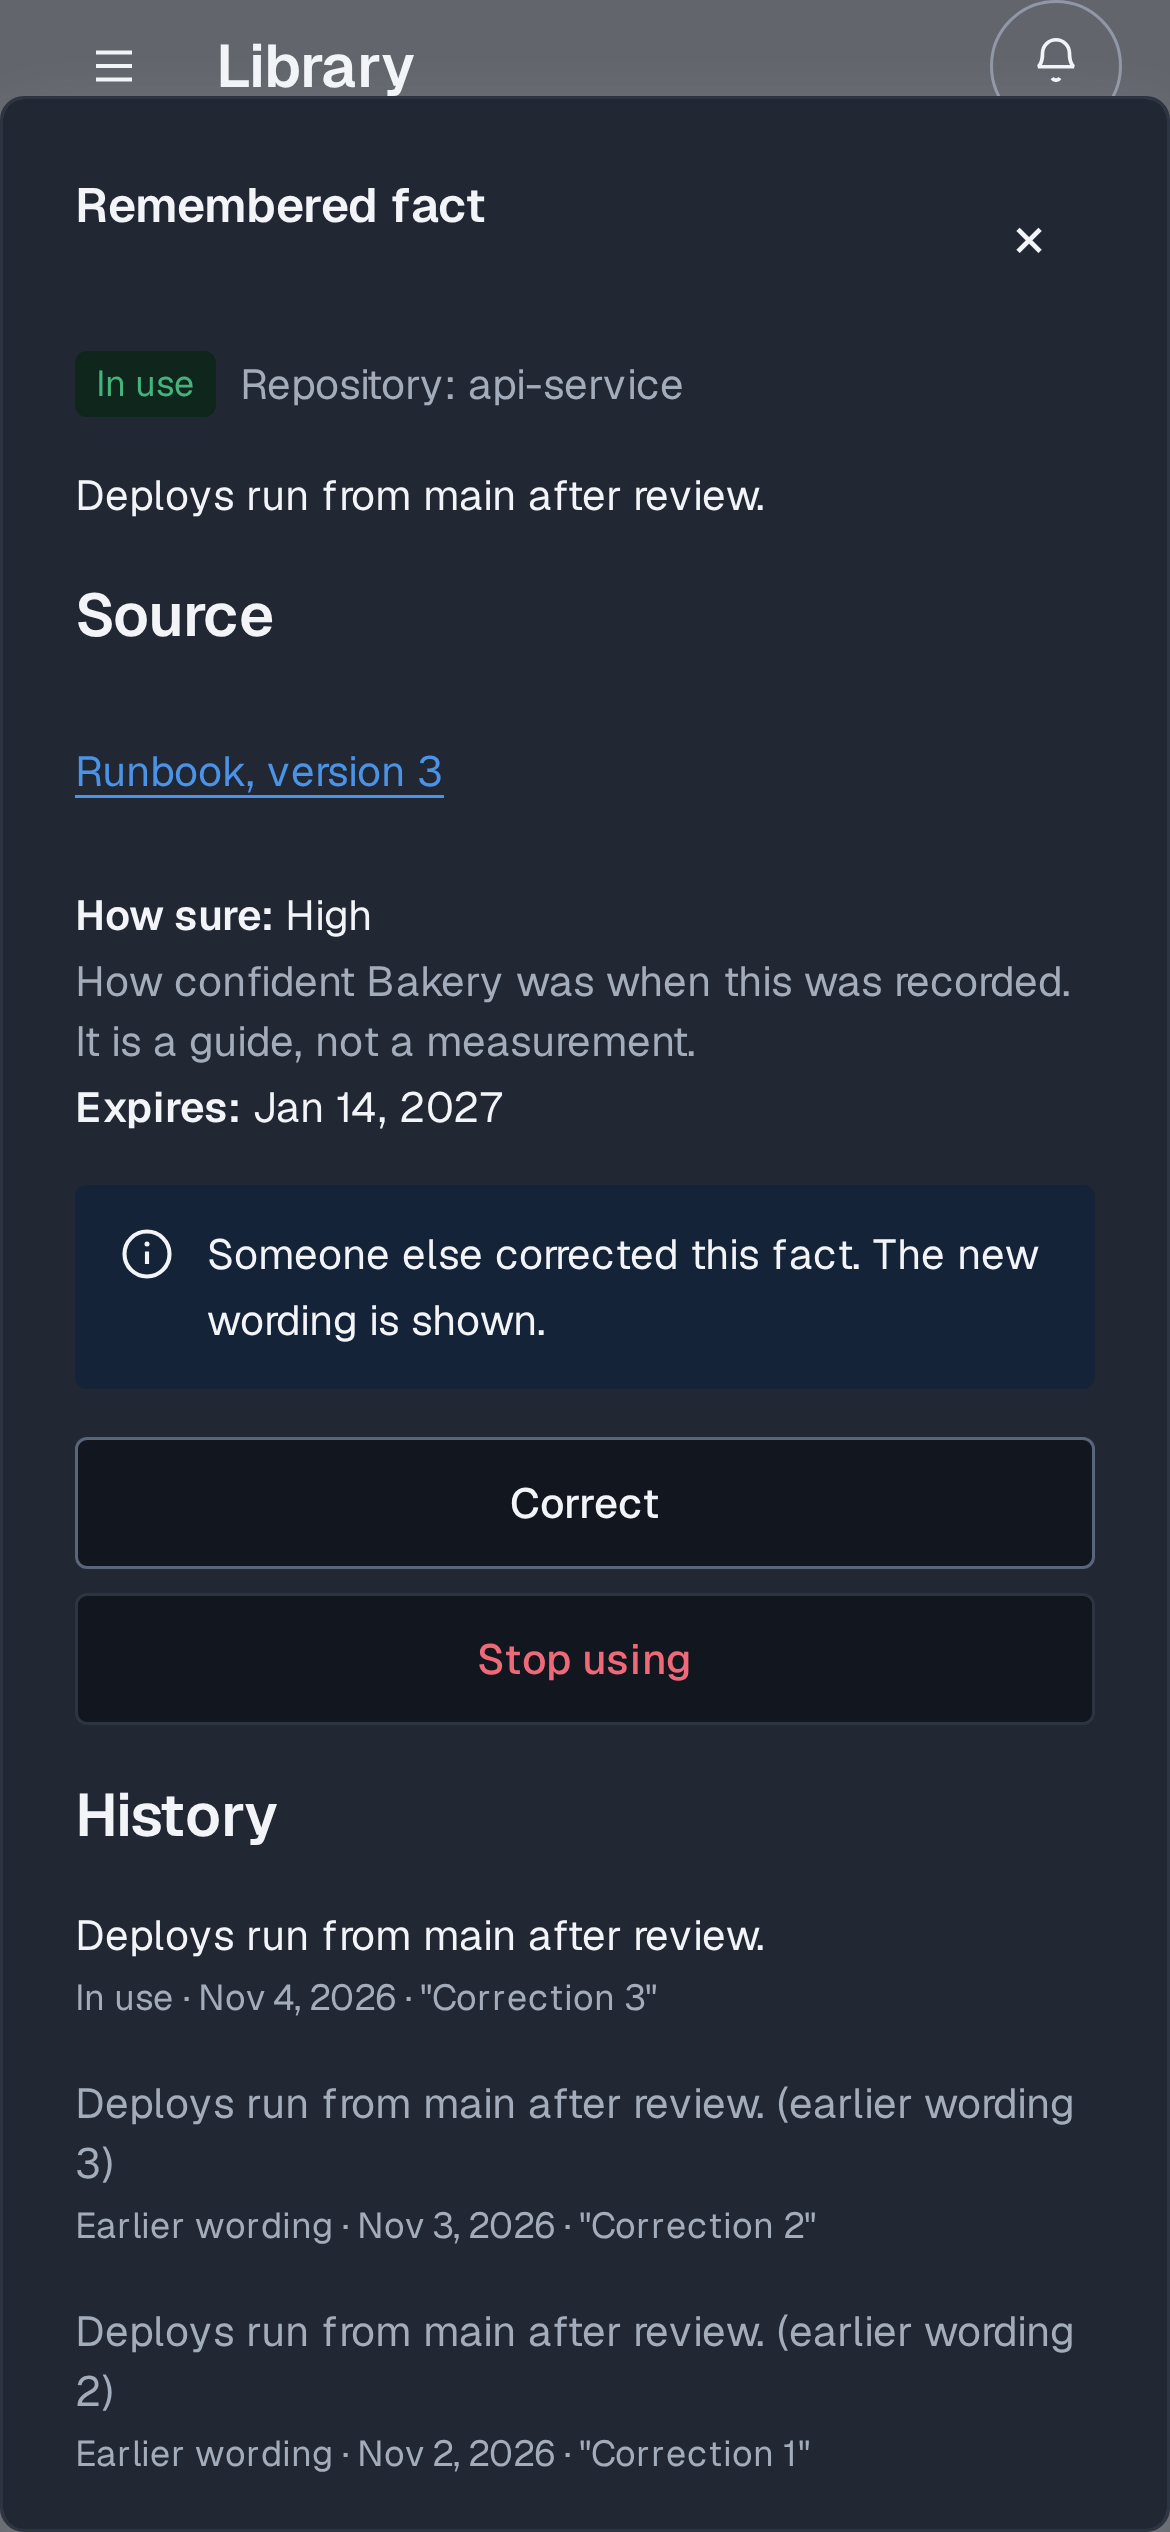 Library
Remembered fact
In use
Repository: api-service
Deploys run from main after review.
Source
Runbook, version 3
How sure: High
How confident Bakery was when this was recorded.
It is a guide, not a measurement.
Expires: Jan 14, 2027
Someone else corrected this fact. The new
wording is shown.
Correct
Stop using
History
Deploys run from main after review.
In use · Nov 4, 2026 · "Correction 3"
Deploys run from main after review. (earlier wording
3)
Earlier wording · Nov 3, 2026 · "Correction 2"
Deploys run from main after review. (earlier wording
2)
Earlier wording · Nov 2, 2026 · "Correction 1"